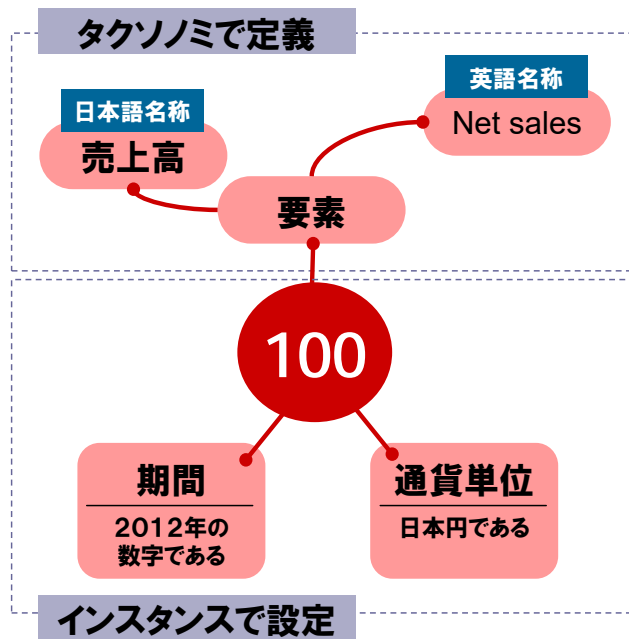 タクソノミで定義
英語名称
Net sales
日本語名称
売上高
要素
100
期間
2012年の
数字である
通貨単位
日本円である
インスタンスで設定